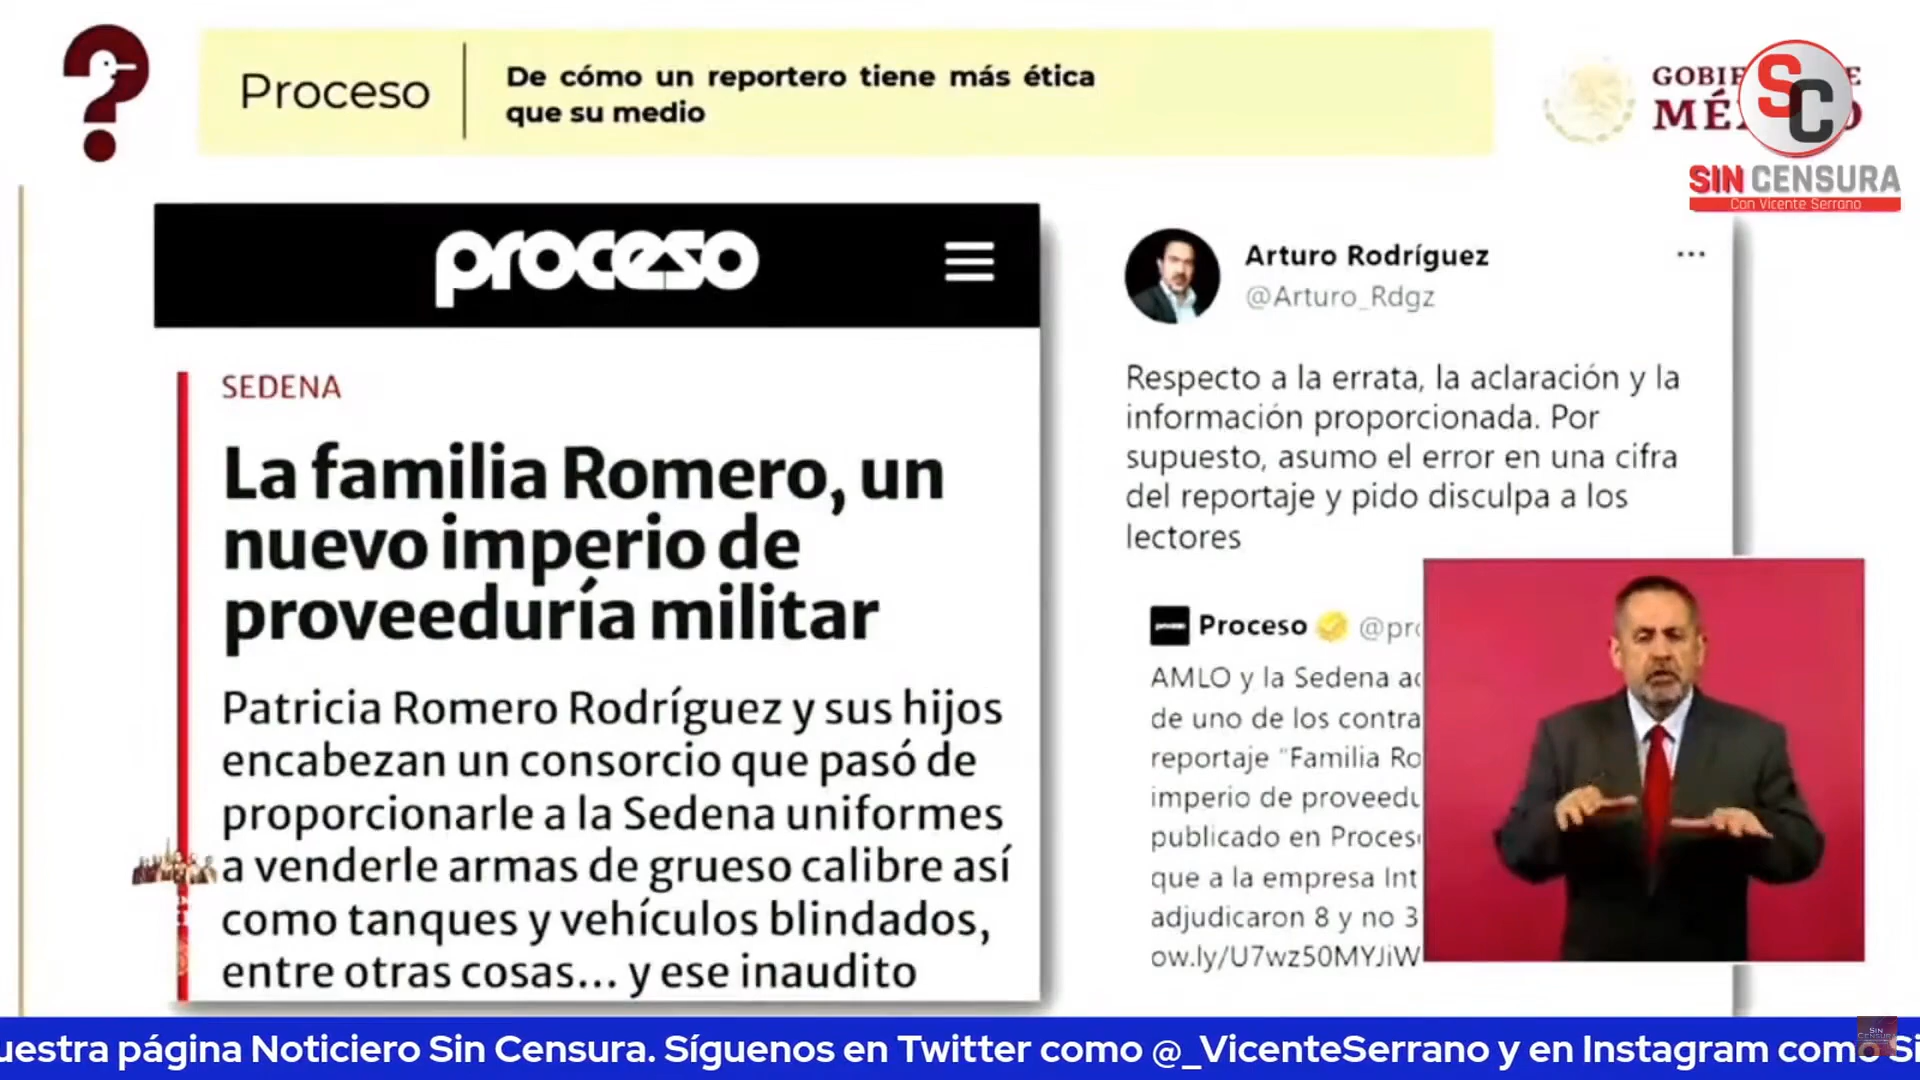 Proceso
De cómo un reportero tiene más ética
que su medio
GOBIE
MÉ
SC
SIN CENSURA
Con Vicente Serrano
proceso
SEDENA
La familia Romero, un
nuevo imperio de
proveeduría militar
Patricia Romero Rodríguez y sus hijos
encabezan un consorcio que pasó de
proporcionarle a la Sedena uniformes
a venderle armas de grueso calibre así
como tanques y vehículos blindados,
entre otras cosas... y ese inaudito
Arturo Rodríguez
@Arturo_Rdgz
Respecto a la errata, la aclaración y la
información proporcionada. Por
supuesto, asumo el error en una cifra
del reportaje y pido disculpa a los
lectores
Proceso @pro
AMLO y la Sedena ac
de uno de los contra
reportaje "Familia Ro
imperio de proveedu
publicado en Proces
que a la empresa Int
adjudicaron 8 y no 3
ow.ly/U7wz50MYJiW
uestra página Noticiero Sin Censura. Síguenos en Twitter como @_VicenteSerrano y en Instagram como Si